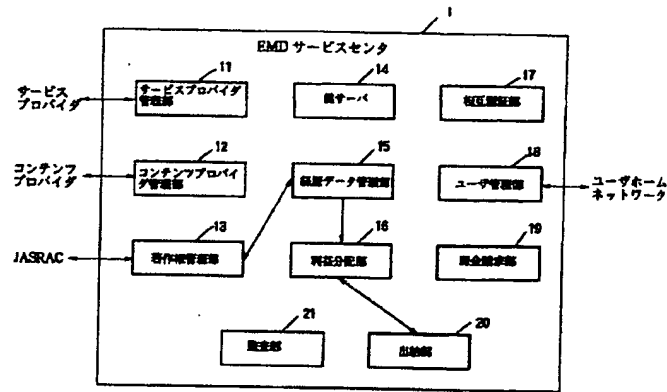 1
EMD サービスセンタ
11
14
17
サービス
プロバイダ
サービスプロバイダ
管理部
鍵サーバ
相互認証部
12
15
18
コンテンツ
プロバイダ
コンテンツプロバイ
ダ管理部
経歴データ管理部
ユーザ管理部
ユーザホーム
ネットワーク
13
16
19
JASRAC
著作権管理部
利益分配部
課金請求部
21
20
監査部
出納部